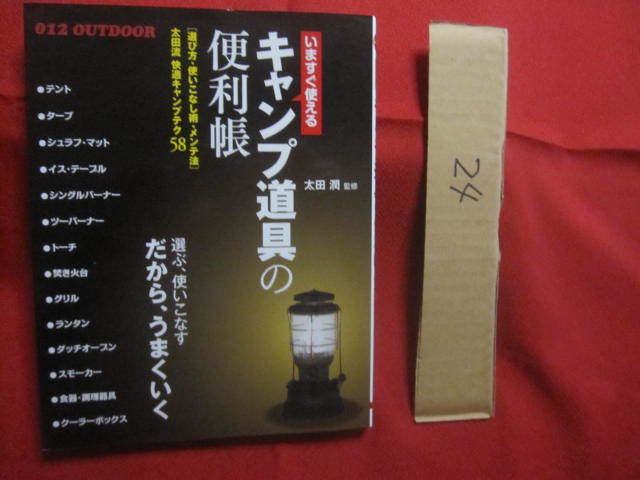 012 OUTDOOR
いますぐ使える
キャンプ道具の
便利帳
[選び方・使いこなし術・メンテ法]
太田流 快適キャンプテク58
太田 潤 監修
選ぶ、使いこなす
だから、うまくいく
●テント
●タープ
●シュラフ・マット
●イス・テーブル
●シングルバーナー
●ツーバーナー
●トーチ
●焚き火台
●グリル
●ランタン
●ダッチオーブン
●スモーカー
●食器・調理器具
●クーラーボックス
24